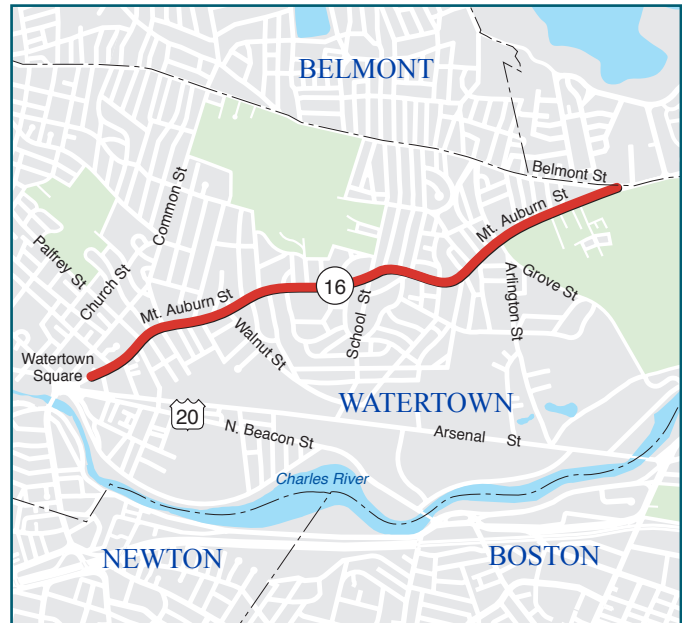 BELMONT
Belmont St
Mt. Auburn St
Common St
Palfrey St
Church St
Grove St
Arlington St
16
Mt. Auburn St
School St
Walnut St
Watertown
Square
WATERTOWN
20
N. Beacon St
Arsenal St
Charles River
NEWTON
BOSTON